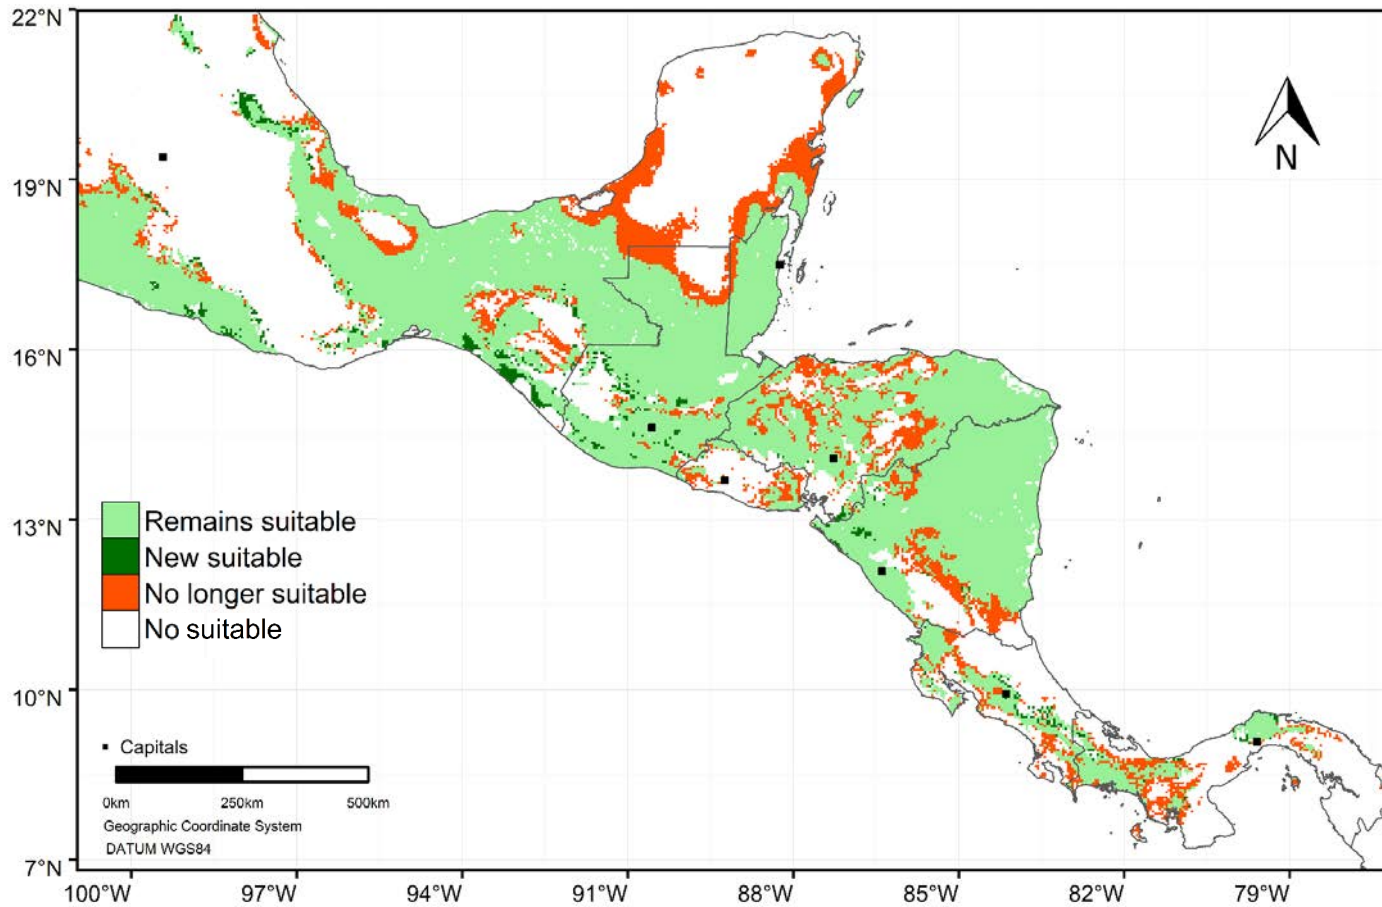 22°N
19°N
16°N
13°N
10°N
7°N
N
Remains suitable
New suitable
No longer suitable
No suitable
Capitals
0km 250km 500km
Geographic Coordinate System
DATUM WGS84
100°W 97°W 94°W 91°W 88°W 85°W 82°W 79°W